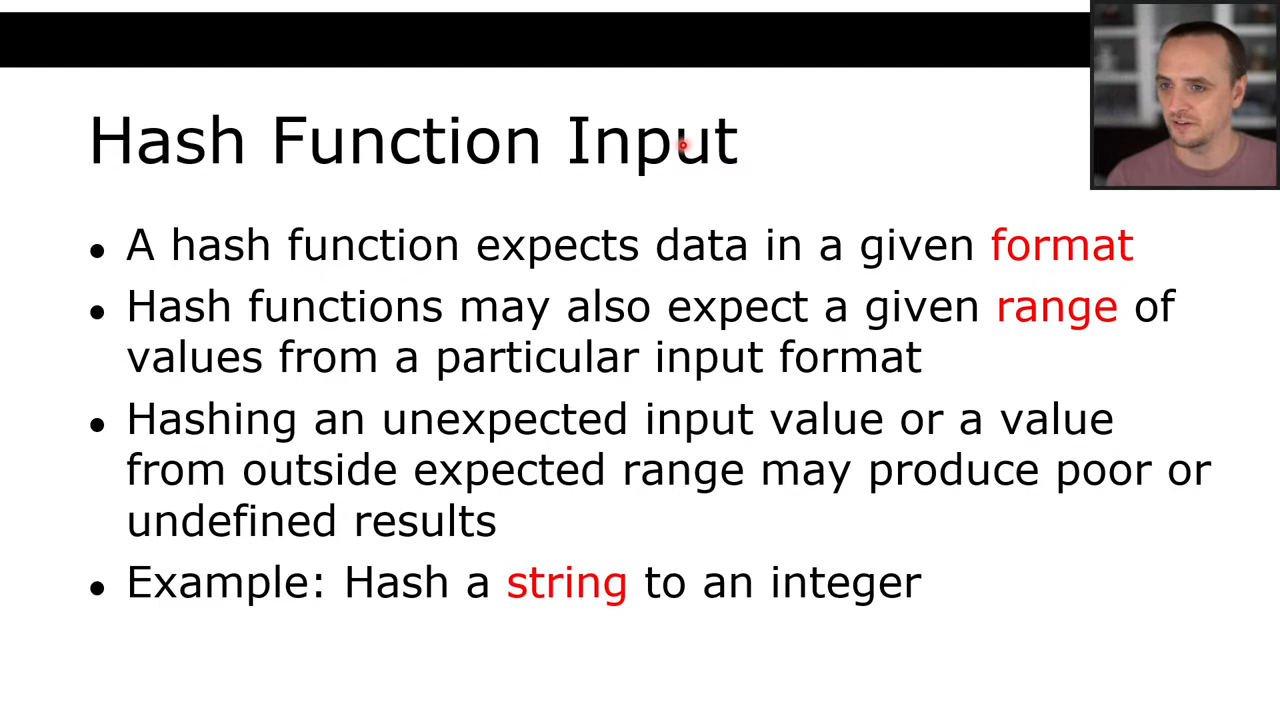 Hash Function Input
• A hash function expects data in a given format
• Hash functions may also expect a given range of
values from a particular input format
• Hashing an unexpected input value or a value
from outside expected range may produce poor or
undefined results
• Example: Hash a string to an integer